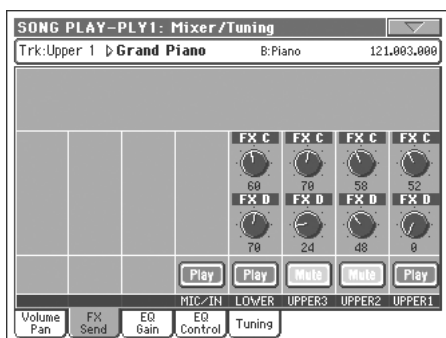 SONG PLAY-PLY1: Mixer/Tuning
Trk:Upper 1 ▷Grand Piano B:Piano 121.003.000
FX C FX C FX C FX C
60 70 58 52
FX D FX D FX D FX D
70 24 48 0
Play Play Mute Mute Play
MIC/IN LOWER UPPER3 UPPER2 UPPER1
Volume Pan FX Send EQ Gain EQ Control Tuning